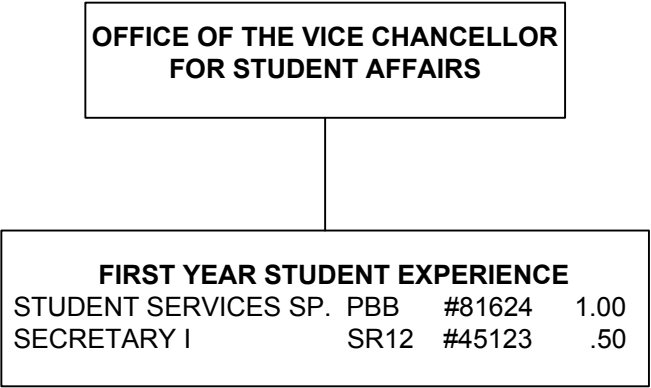 OFFICE OF THE VICE CHANCELLOR
FOR STUDENT AFFAIRS
FIRST YEAR STUDENT EXPERIENCE
STUDENT SERVICES SP. PBB #81624 1.00
SECRETARY I SR12 #45123 .50